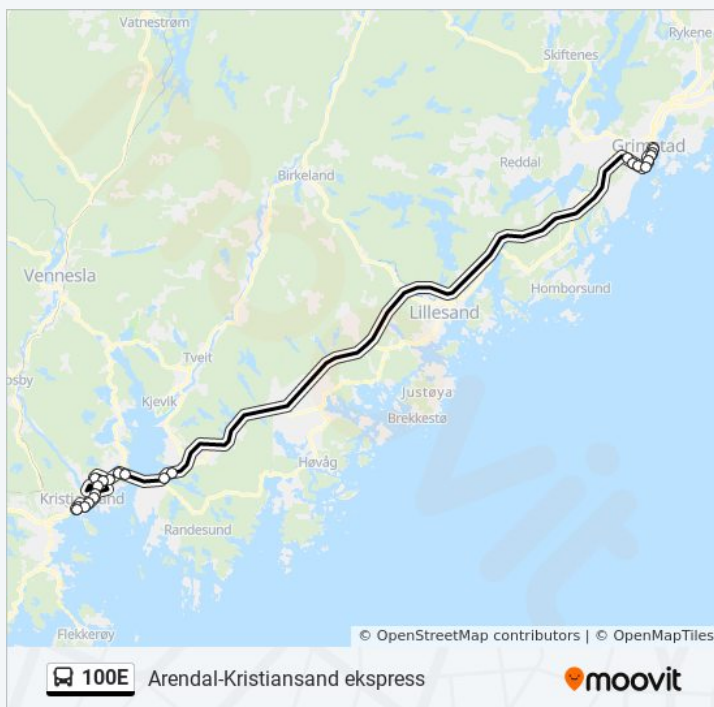 Vatnestrøm
Rykene
Skiftenes
Grimstad
Reddal
Birkeland
Vennesla
Homborsund
Lillesand
Tveit
osby
Justøya
Kjevik
Brekkestø
Høvåg
Kristiansand
Randesund
Flekkerøy
© OpenStreetMap contributors | © OpenMapTiles
100E Arendal-Kristiansand ekspress
moovit